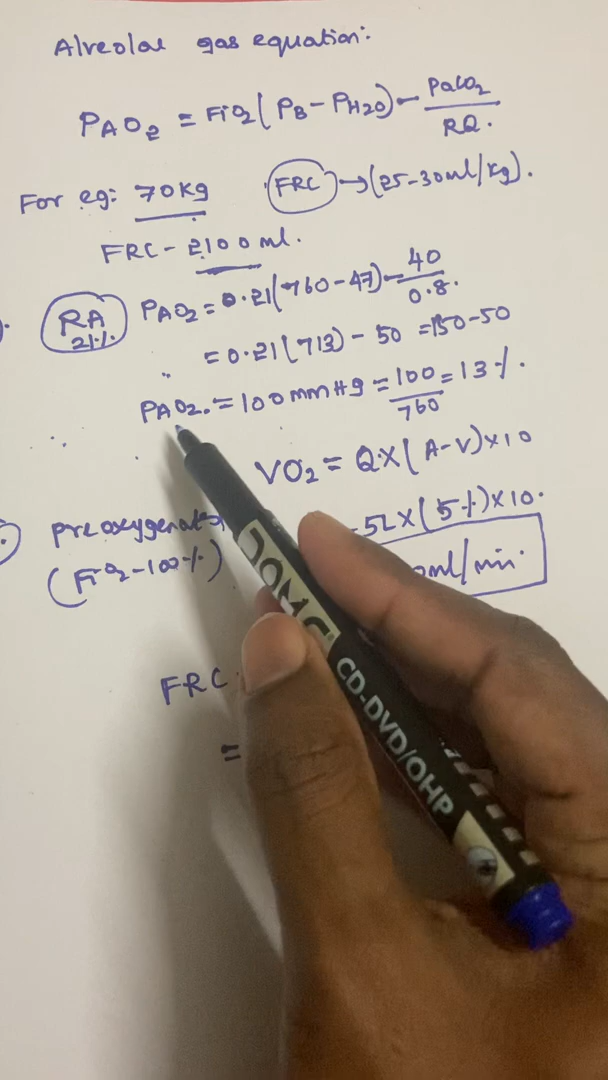 Alveolar gas equation:
PAO2 = FiO2 (PB - PH2O) - PaCO2/RQ.
For eg: 70kg FRC → (25-30ml/kg).
FRC - 2100 ml.
RA 21% PAO2 = 0.21(760-47) - 40/0.8.
= 0.21(713) - 50 = 150-50
PAO2. = 100mmHg = 100/760 = 13%.
VO2 = Q X (A-V) X 10
Preoxygenat
5L X (5%) X 10.
(FiO2-100%)
ml/min.
FRC
=
CD-DVD/OHP